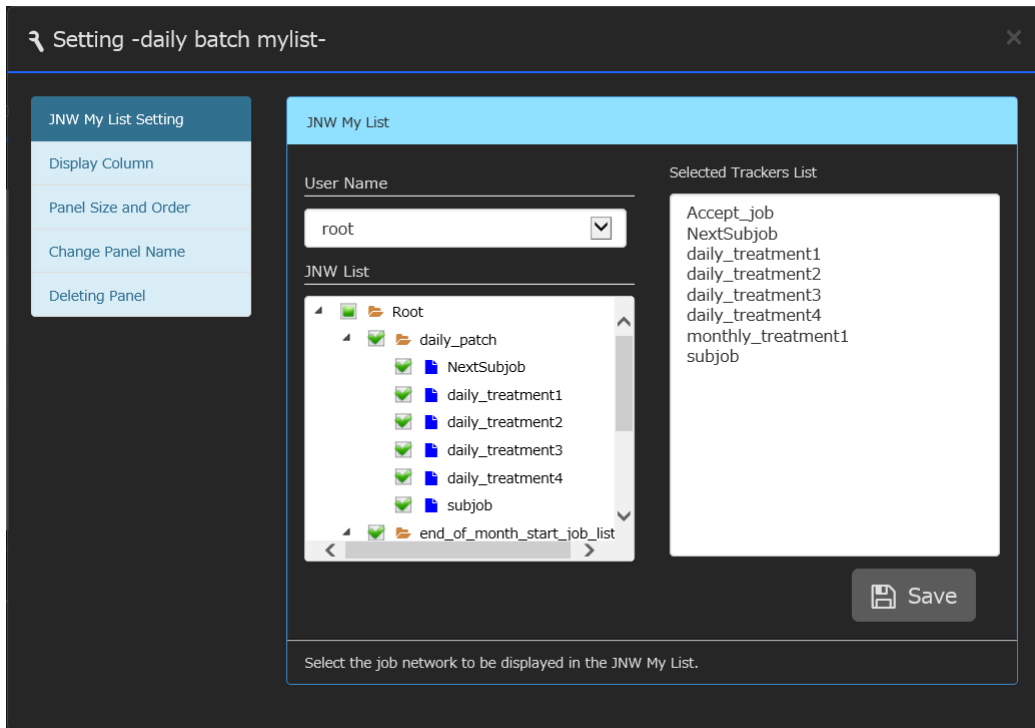 Setting -daily batch mylist-
JNW My List Setting
Display Column
Panel Size and Order
Change Panel Name
Deleting Panel
JNW My List
User Name
root
JNW List
Root
daily_patch
NextSubjob
daily_treatment1
daily_treatment2
daily_treatment3
daily_treatment4
subjob
end_of_month_start_job_list
Selected Trackers List
Accept_job
NextSubjob
daily_treatment1
daily_treatment2
daily_treatment3
daily_treatment4
monthly_treatment1
subjob
Save
Select the job network to be displayed in the JNW My List.